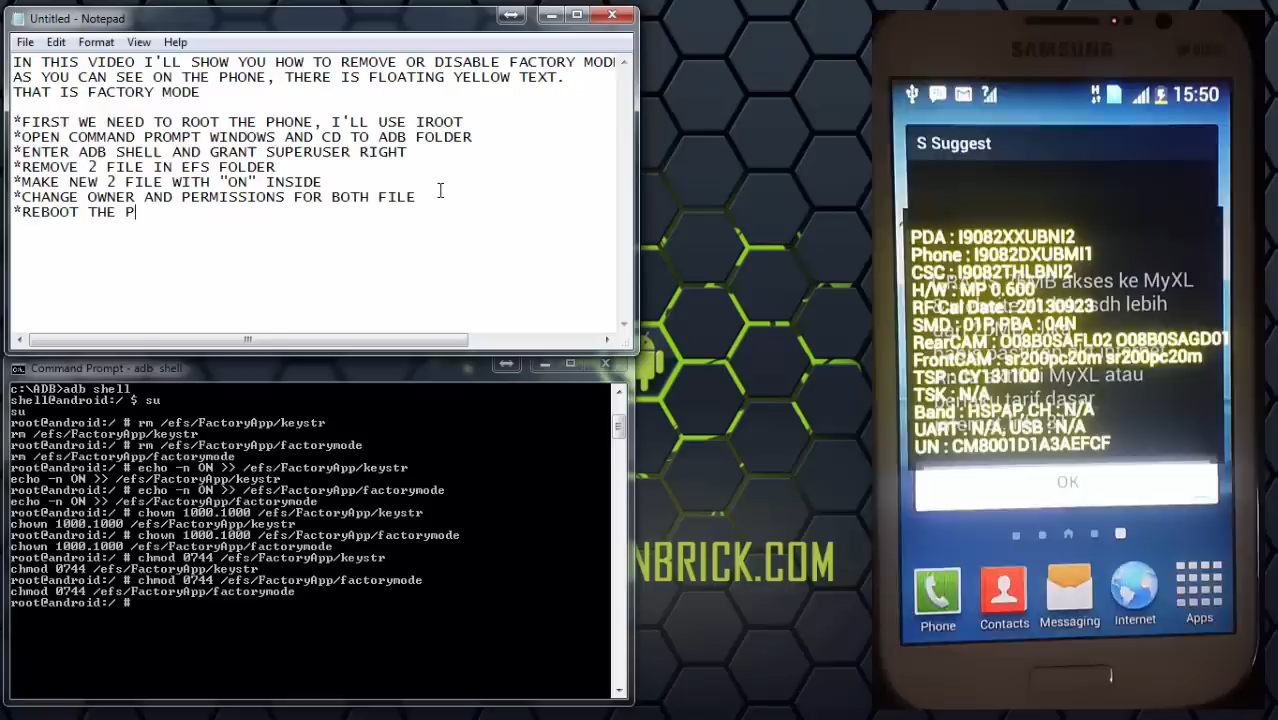 Untitled - Notepad
File Edit Format View Help
IN THIS VIDEO I'LL SHOW YOU HOW TO REMOVE OR DISABLE FACTORY MODE
AS YOU CAN SEE ON THE PHONE, THERE IS FLOATING YELLOW TEXT.
THAT IS FACTORY MODE
*FIRST WE NEED TO ROOT THE PHONE, I'LL USE IROOT
*OPEN COMMAND PROMPT WINDOWS AND CD TO ADB FOLDER
*ENTER ADB SHELL AND GRANT SUPERUSER RIGHT
*REMOVE 2 FILE IN EFS FOLDER
*MAKE NEW 2 FILE WITH "ON" INSIDE
*CHANGE OWNER AND PERMISSIONS FOR BOTH FILE
*REBOOT THE P
Command Prompt - adb shell
c:\ADB>adb shell
shell@android:/ $ su
su
root@android:/ # rm /efs/FactoryApp/keystr
rm /efs/FactoryApp/keystr
root@android:/ # rm /efs/FactoryApp/factorymode
rm /efs/FactoryApp/factorymode
root@android:/ # echo -n ON >> /efs/FactoryApp/keystr
echo -n ON >> /efs/FactoryApp/keystr
root@android:/ # echo -n ON >> /efs/FactoryApp/factorymode
echo -n ON >> /efs/FactoryApp/factorymode
root@android:/ # chown 1000.1000 /efs/FactoryApp/keystr
chown 1000.1000 /efs/FactoryApp/keystr
root@android:/ # chown 1000.1000 /efs/FactoryApp/factorymode
chown 1000.1000 /efs/FactoryApp/factorymode
root@android:/ # chmod 0744 /efs/FactoryApp/keystr
chmod 0744 /efs/FactoryApp/keystr
root@android:/ # chmod 0744 /efs/FactoryApp/factorymode
chmod 0744 /efs/FactoryApp/factorymode
root@android:/ #
NBRICK.COM
SAMSUNG
15:50
S Suggest
PDA : I9082XXUBNI2
Phone : I9082DXUBMI1
CSC : I9082THLBNI2
akses ke MyXL
H/W : MP 0.600
RF Cal Date : 20130923
sdh lebih
SMD : 01R,PBA : 04N
RearCAM : O08B0SAFL02 O08B0SAGD01
FrontCAM : sr200pc20m sr200pc20m
TSP : CY131100
MyXL atau
TSK : N/A
tarif dasar
Band : HSPAP,CH : N/A
UART : N/A, USB : N/A
UN : CM8001D1A3AEFCF
OK
Phone
Contacts
Messaging
Internet
Apps